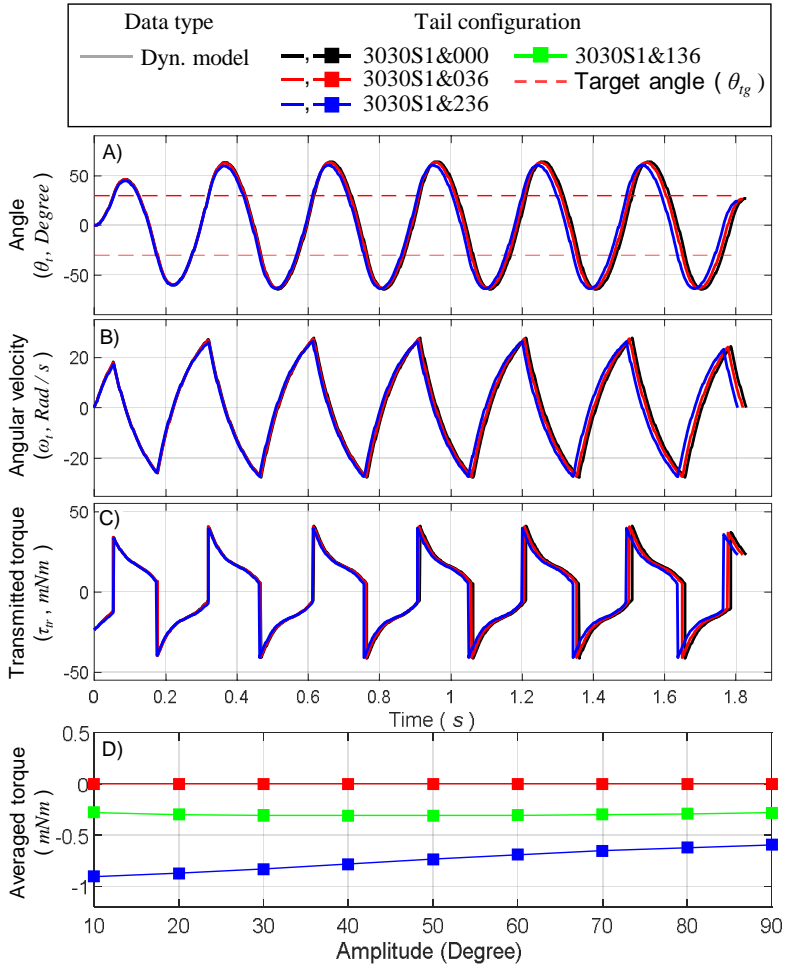 Data type Tail configuration
Dyn. model , 3030S1&000 3030S1&136
, 3030S1&036 Target angle ( θtg )
, 3030S1&236
A)
50
0
-50
Angle
(θt, Degree)
B)
20
0
-20
Angular velocity
(ωt, Rad/s)
C)
50
0
-50
Transmitted torque
(τtr, mNm)
0 0.2 0.4 0.6 0.8 1 1.2 1.4 1.6 1.8
Time ( s )
D)
0.5
0
-0.5
-1
Averaged torque
( mNm)
10 20 30 40 50 60 70 80 90
Amplitude (Degree)